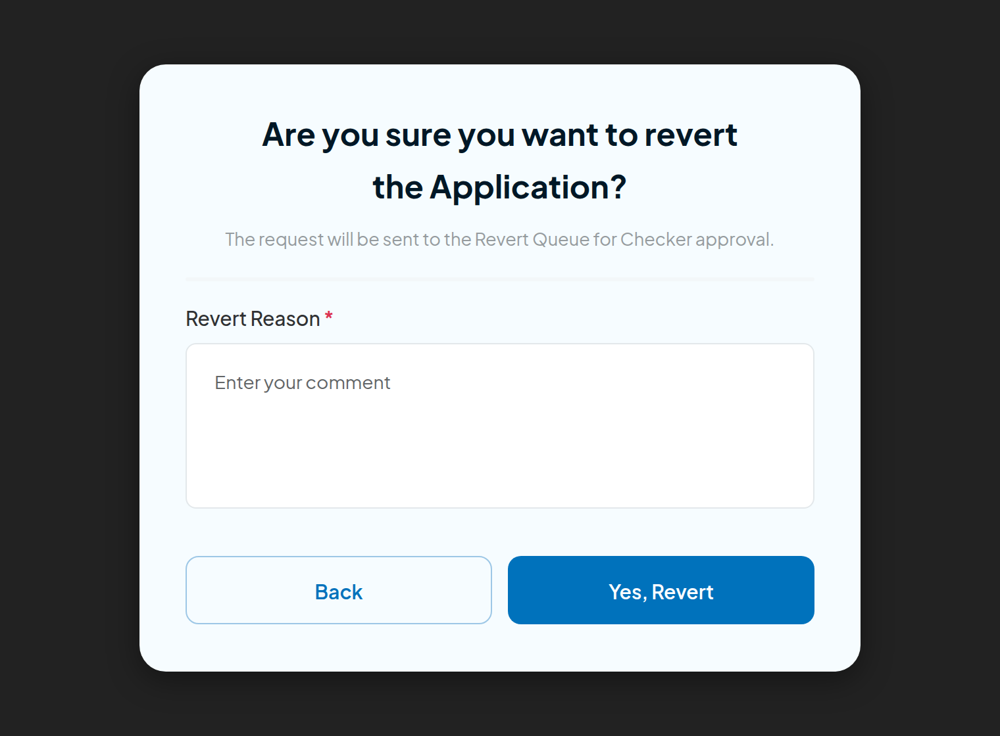 Are you sure you want to revert
the Application?
The request will be sent to the Revert Queue for Checker approval.
Revert Reason *
Enter your comment
Back
Yes, Revert